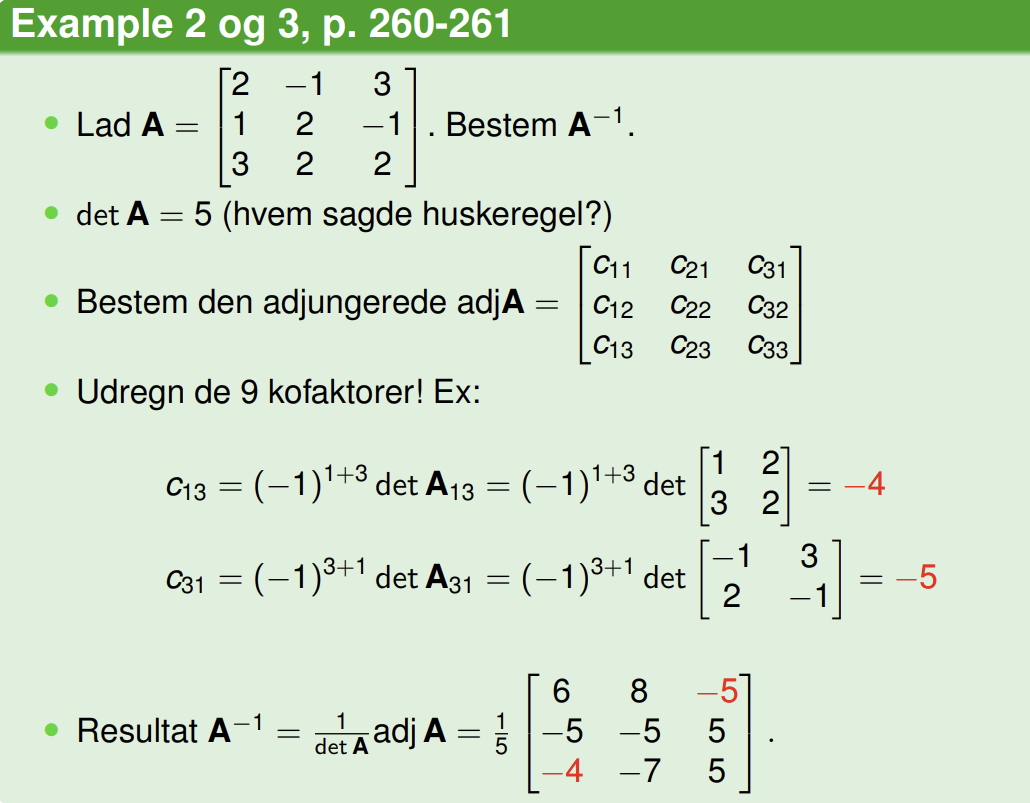 Example 2 og 3, p. 260-261
• Lad A = [2 −1 3
1 2 −1
3 2 2] . Bestem A⁻¹.
• det A = 5 (hvem sagde huskeregel?)
• Bestem den adjungerede adjA = [c₁₁ c₂₁ c₃₁
c₁₂ c₂₂ c₃₂
c₁₃ c₂₃ c₃₃]
• Udregn de 9 kofaktorer! Ex:
c₁₃ = (−1)¹⁺³ det A₁₃ = (−1)¹⁺³ det [1 2
3 2] = −4
c₃₁ = (−1)³⁺¹ det A₃₁ = (−1)³⁺¹ det [−1 3
2 −1] = −5
• Resultat A⁻¹ = 1/det A adj A = 1/5 [6 8 −5
−5 −5 5
−4 −7 5] .